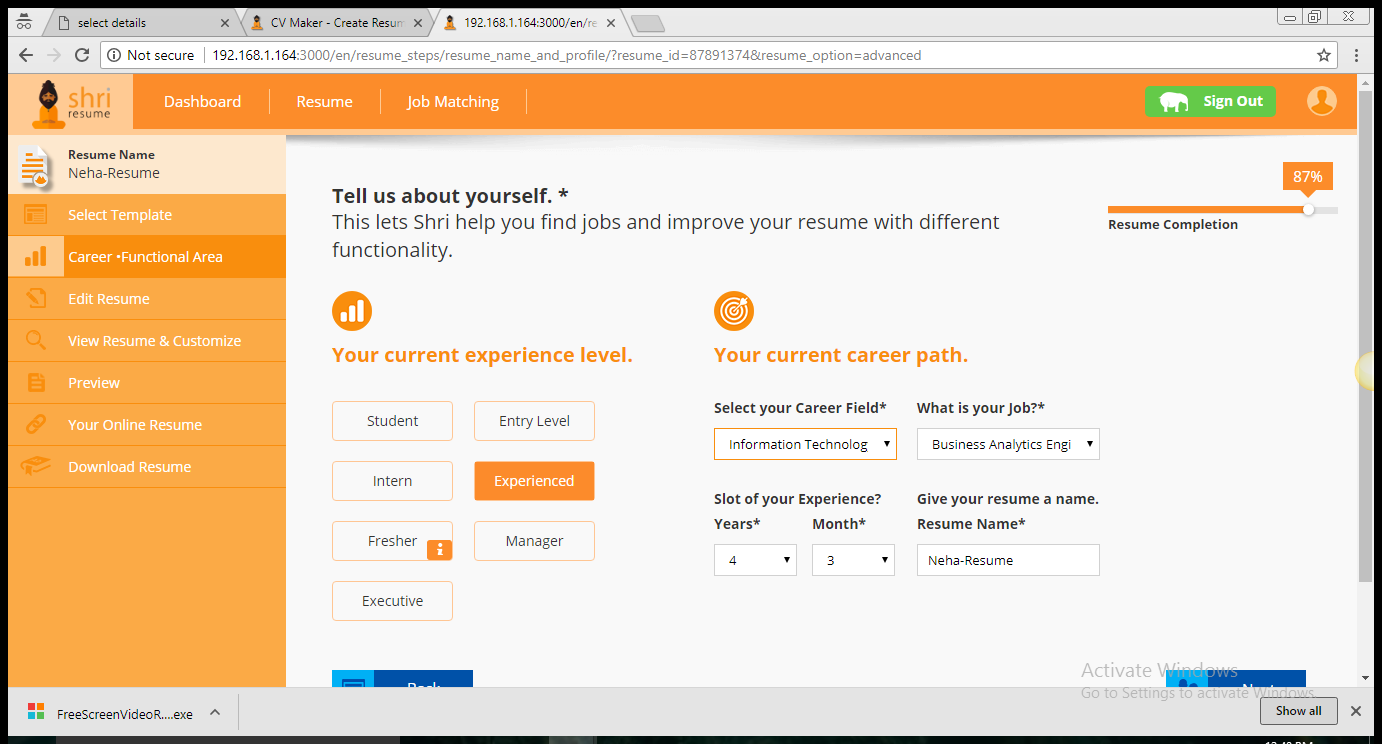 select details
CV Maker - Create Resum
192.168.1.164:3000/en/re
Not secure
192.168.1.164:3000/en/resume_steps/resume_name_and_profile/?resume_id=87891374&resume_option=advanced
shri
resume
Dashboard
Resume
Job Matching
Sign Out
Resume Name
Neha-Resume
Select Template
Career •Functional Area
Edit Resume
View Resume & Customize
Preview
Your Online Resume
Download Resume
Tell us about yourself. *
This lets Shri help you find jobs and improve your resume with different
functionality.
87%
Resume Completion
Your current experience level.
Student
Entry Level
Intern
Experienced
Fresher
Manager
Executive
Your current career path.
Select your Career Field*
What is your Job?*
Information Technolog
Business Analytics Engi
Slot of your Experience?
Give your resume a name.
Years*
Month*
Resume Name*
4
3
Neha-Resume
Back
Next
Activate Windows
Go to Settings to activate Windows.
FreeScreenVideoR....exe
Show all